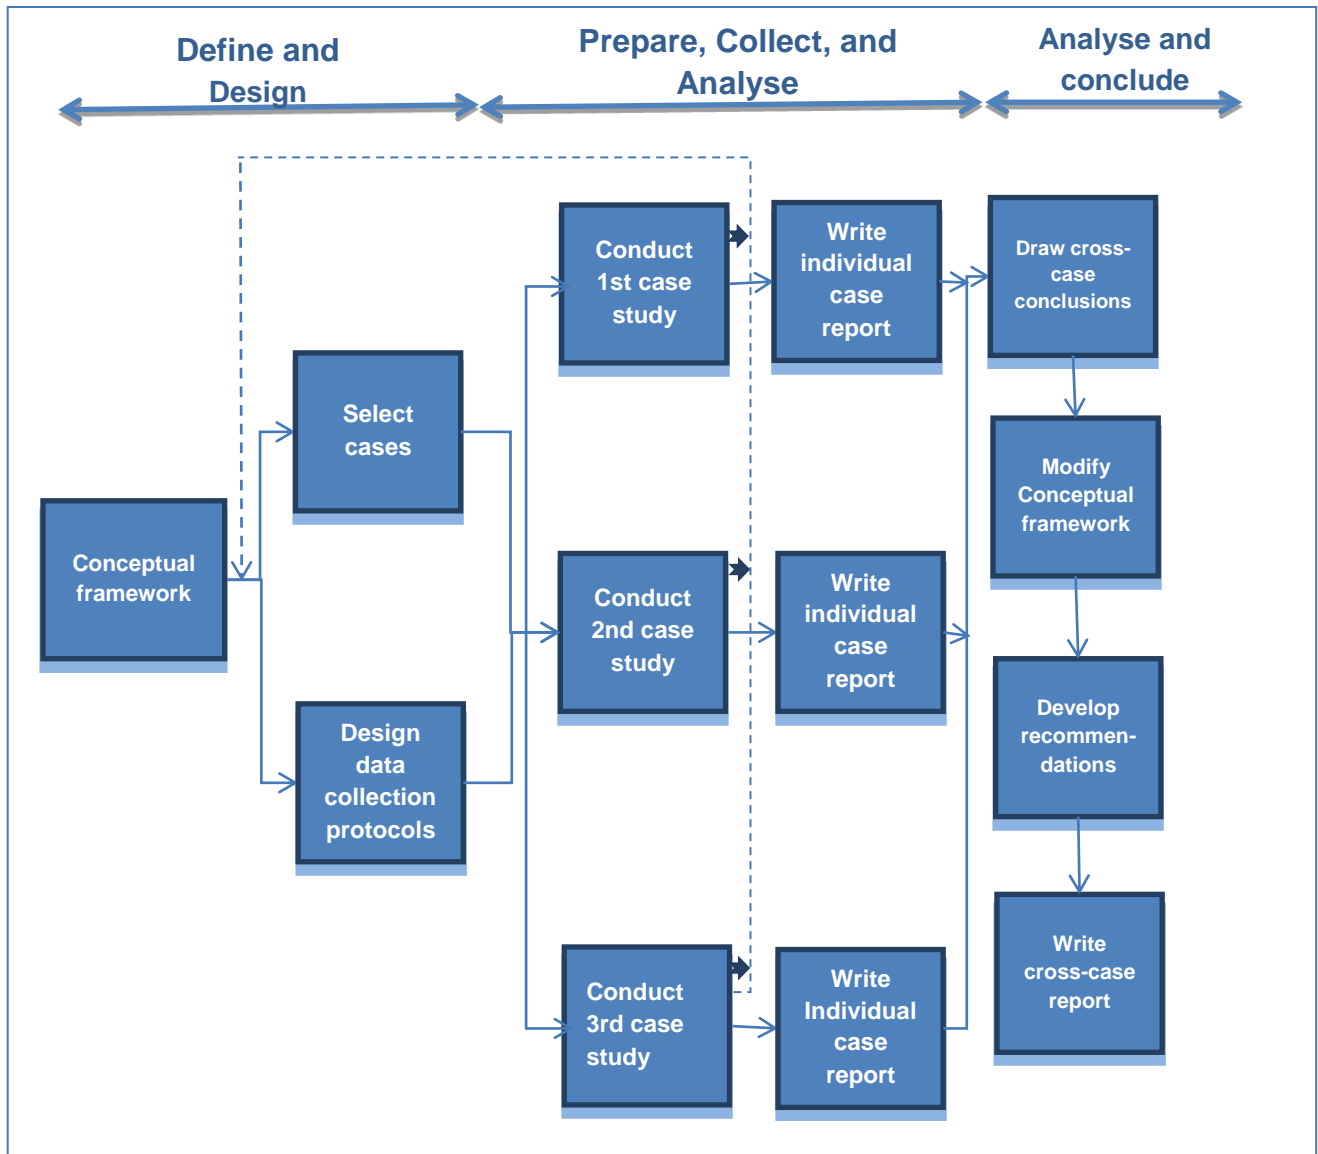 Define and
Design
Prepare, Collect, and
Analyse
Analyse and
conclude
Conceptual
framework
Select
cases
Design
data
collection
protocols
Conduct
1st case
study
Conduct
2nd case
study
Conduct
3rd case
study
Write
individual
case
report
Write
individual
case
report
Write
Individual
case
report
Draw cross-
case
conclusions
Modify
Conceptual
framework
Develop
recommen-
dations
Write
cross-case
report